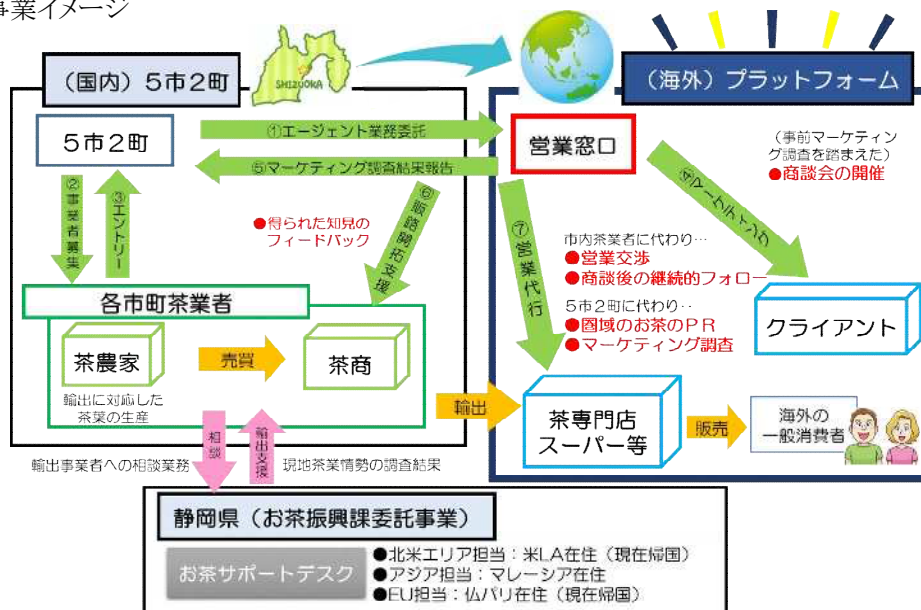 事業イメージ
(国内) 5市2町
SHIZUOKA
(海外) プラットフォーム
5市2町
①エージェント業務委託
営業窓口
⑤マーケティング調査結果報告
(事前マーケティン
グ調査を踏まえた)
●商談会の開催
②事業者募集
③エントリー
●得られた知見の
フィードバック
⑥販路開拓支援
④マーケティング
⑦営業代行
市内茶業者に代わり…
●営業交渉
●商談後の継続的フォロー
5市2町に代わり‥
●圏域のお茶のPR
●マーケティング調査
クライアント
各市町茶業者
茶農家
売買
茶商
輸出に対応した
茶葉の生産
輸出
茶専門店
スーパー等
販売
海外の
一般消費者
相談
輸出支援
輸出事業者への相談業務
現地茶業情勢の調査結果
静岡県(お茶振興課委託事業)
お茶サポートデスク
●北米エリア担当:米LA在住(現在帰国)
●アジア担当:マレーシア在住
●EU担当:仏パリ在住(現在帰国)